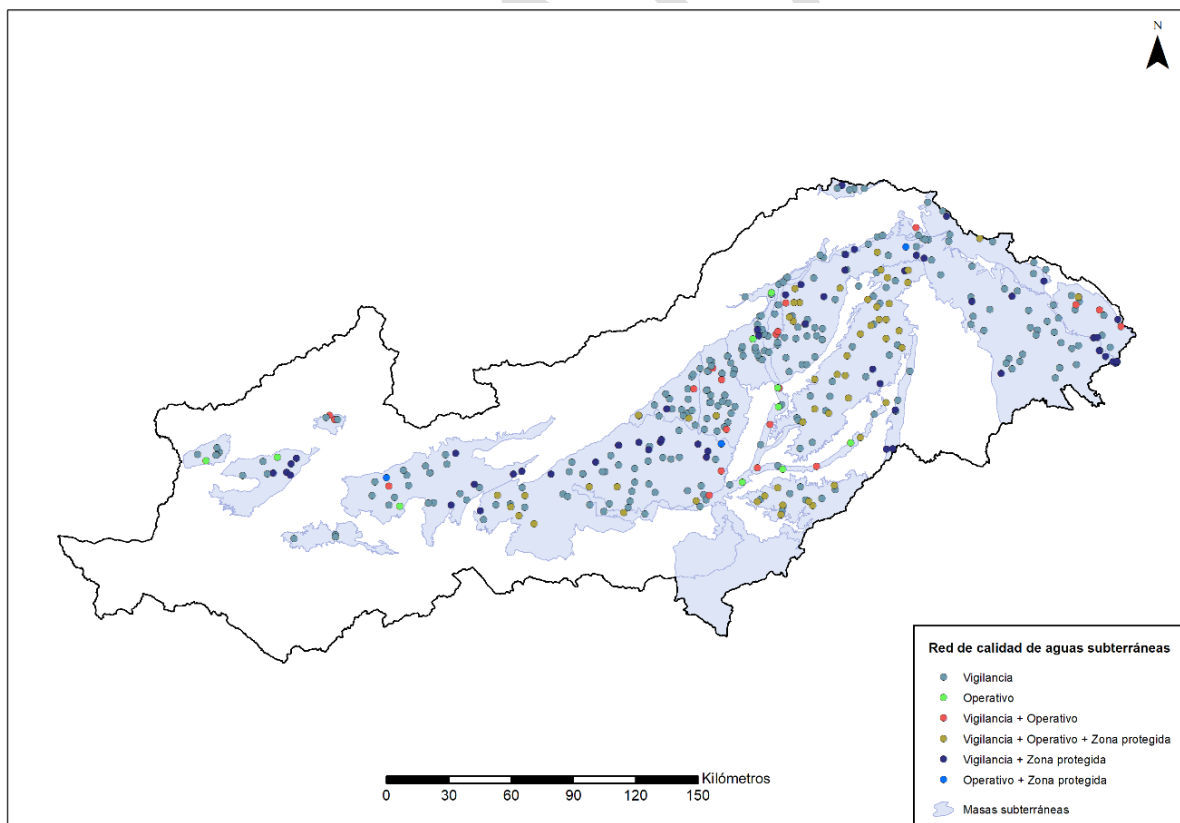 N
Red de calidad de aguas subterráneas
Vigilancia
Operativo
Vigilancia + Operativo
Vigilancia + Operativo + Zona protegida
Vigilancia + Zona protegida
Operativo + Zona protegida
Masas subterráneas
Kilómetros
0 30 60 90 120 150